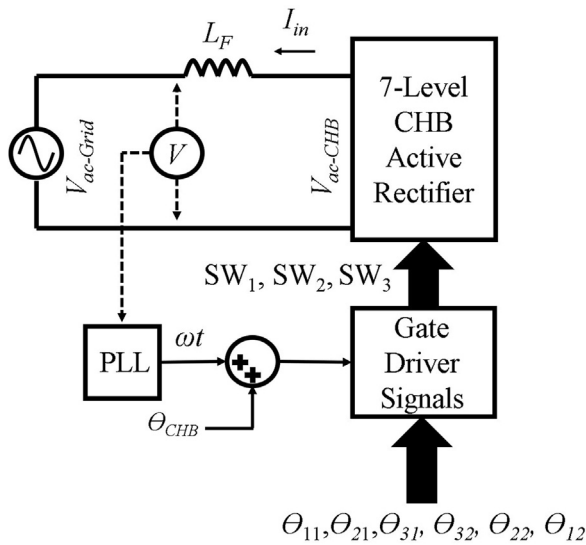 I_in
L_F
7-Level
CHB
Active
Rectifier
V_ac-Grid
V
V_ac-CHB
SW_1, SW_2, SW_3
PLL
ωt
Gate
Driver
Signals
Θ_CHB
Θ_11,Θ_21,Θ_31, Θ_32, Θ_22, Θ_12